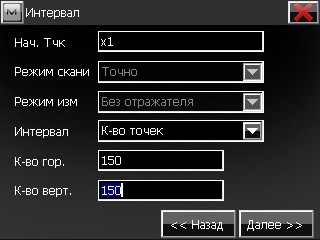 M Интервал
Нач. Тчк x1
Режим скани Точно
Режим изм Без отражателя
Интервал К-во точек
К-во гор. 150
К-во верт. 150
<< Назад Далее >>